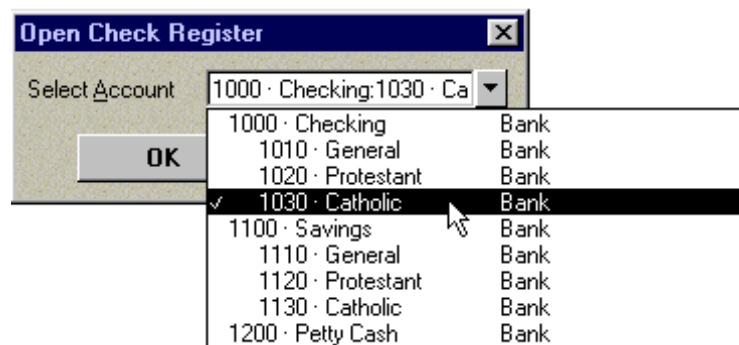 Open Check Register
Select Account 1000 · Checking:1030 · Ca
OK
1000 · Checking Bank
1010 · General Bank
1020 · Protestant Bank
✓ 1030 · Catholic Bank
1100 · Savings Bank
1110 · General Bank
1120 · Protestant Bank
1130 · Catholic Bank
1200 · Petty Cash Bank